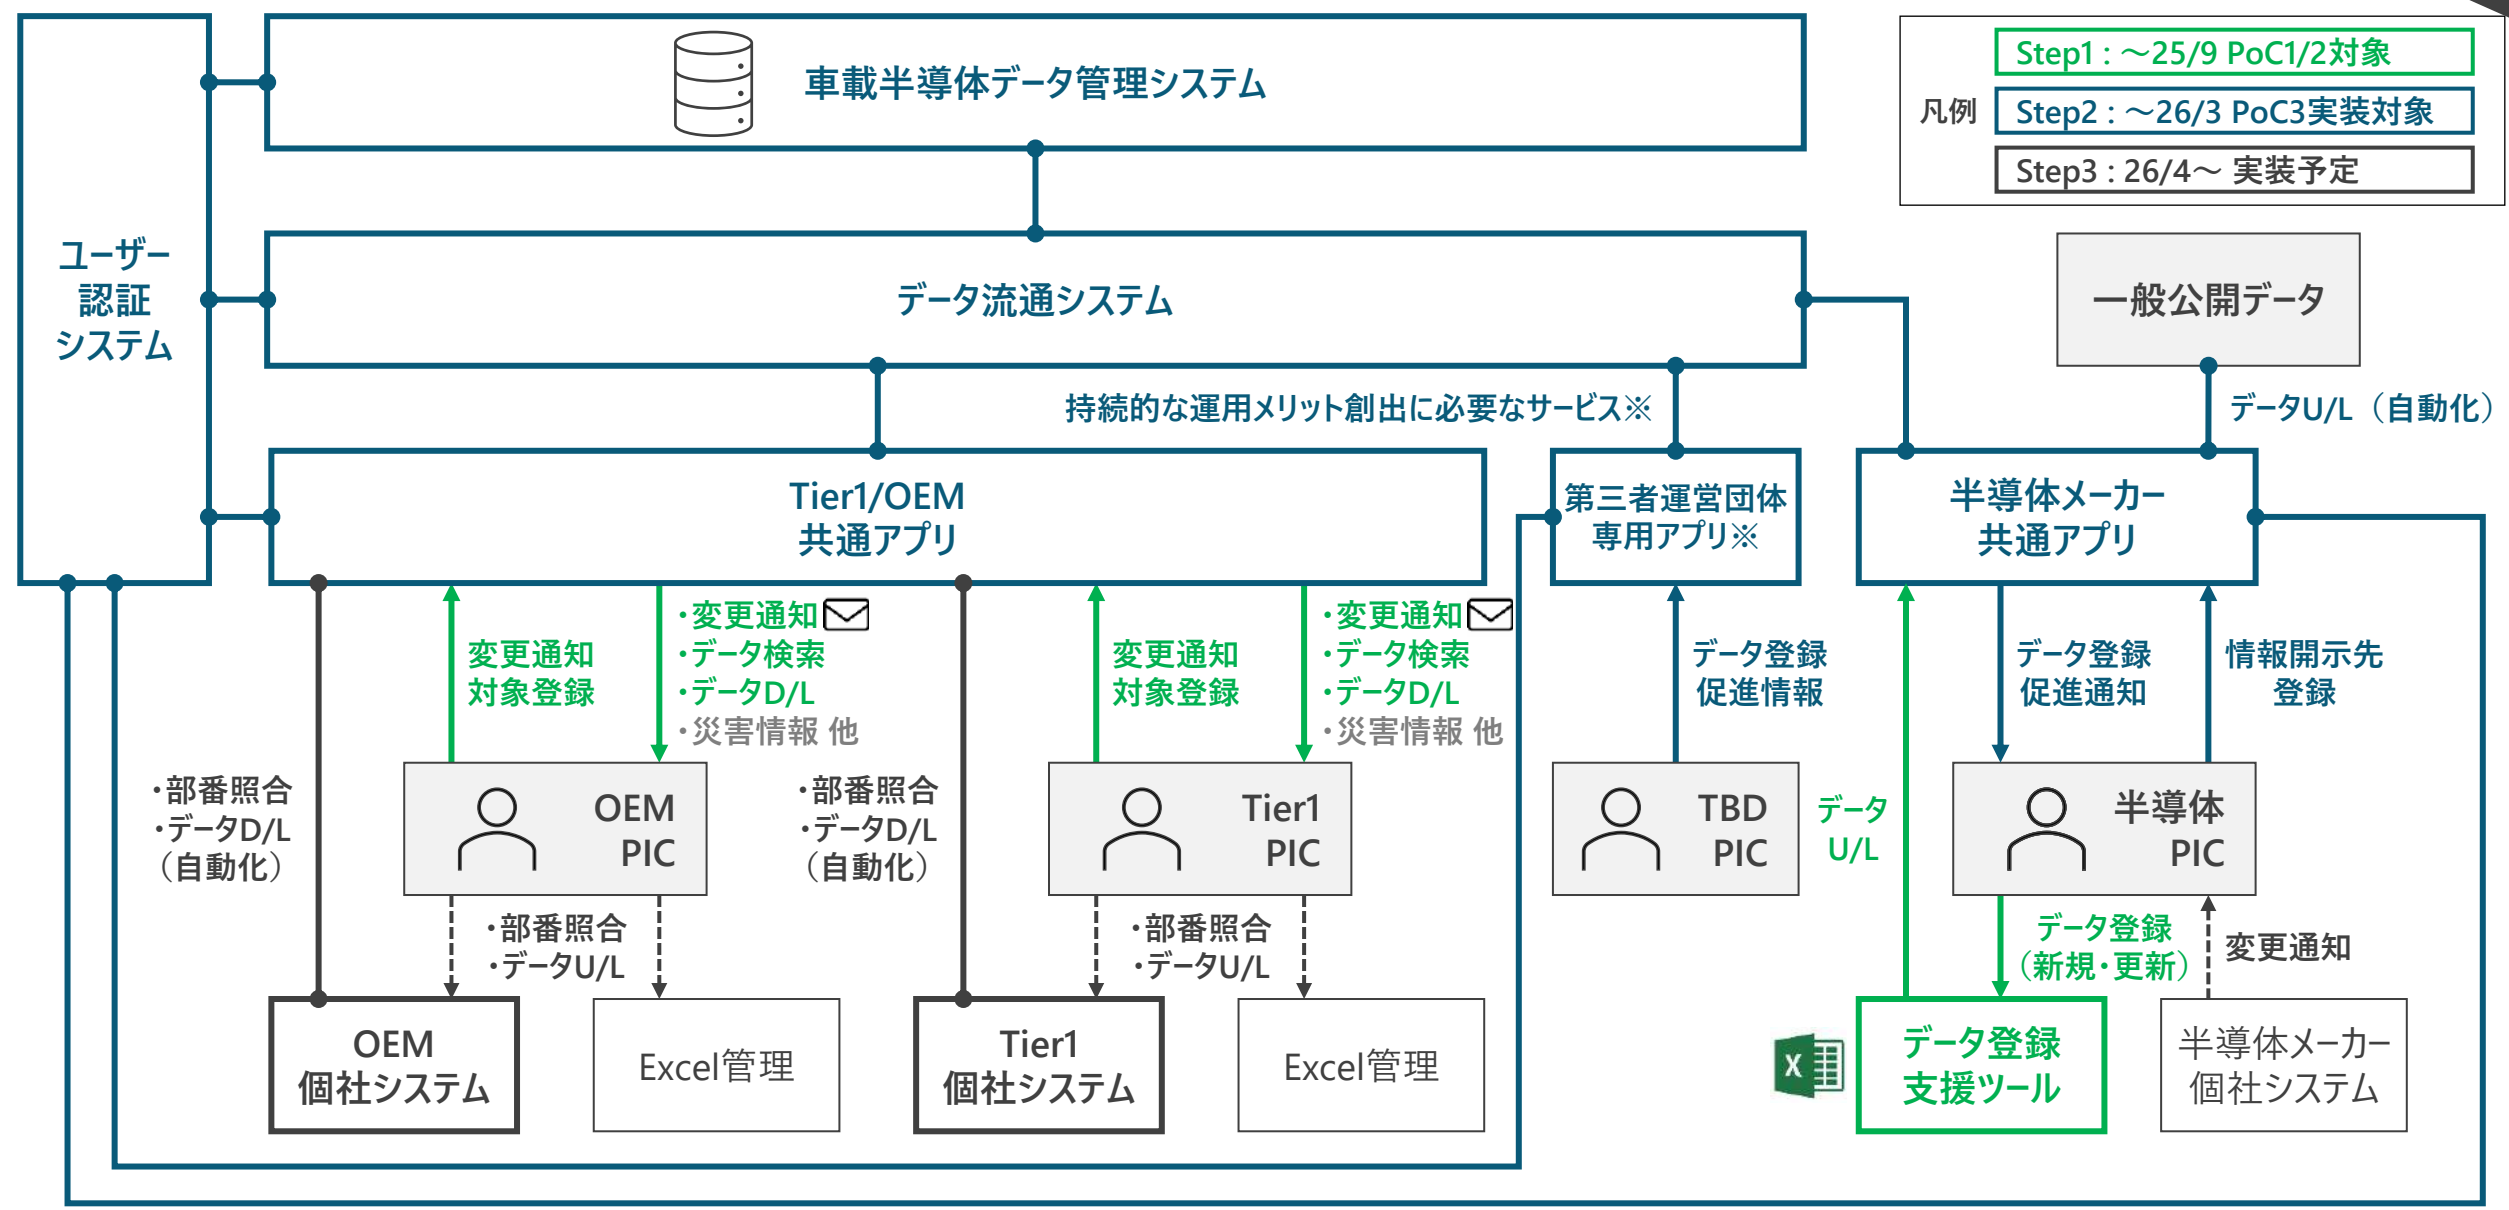 車載半導体データ管理システム
凡例
Step1 : ～25/9 PoC1/2対象
Step2 : ～26/3 PoC3実装対象
Step3 : 26/4～ 実装予定
ユーザー
認証
システム
データ流通システム
一般公開データ
持続的な運用メリット創出に必要なサービス※
データU/L（自動化）
Tier1/OEM
共通アプリ
第三者運営団体
専用アプリ※
半導体メーカー
共通アプリ
変更通知
対象登録
・変更通知
・データ検索
・データD/L
・災害情報 他
変更通知
対象登録
・変更通知
・データ検索
・データD/L
・災害情報 他
データ登録
促進情報
データ登録
促進通知
情報開示先
登録
・部番照合
・データD/L
（自動化）
OEM
PIC
・部番照合
・データD/L
（自動化）
Tier1
PIC
TBD
PIC
データ
U/L
半導体
PIC
・部番照合
・データU/L
・部番照合
・データU/L
データ登録
（新規・更新）
変更通知
OEM
個社システム
Excel管理
Tier1
個社システム
Excel管理
X
データ登録
支援ツール
半導体メーカー
個社システム